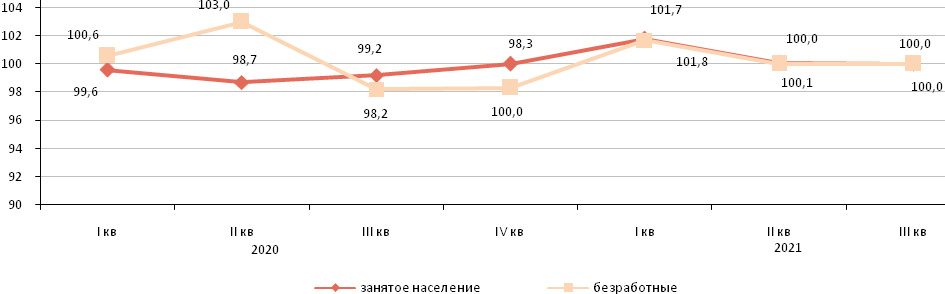 104
103,0
101,7
102
100,6
99,2
98,3
100,0
100,0
98,7
100
101,8
99,6
100,1
100,0
98
98,2
100,0
96
94
92
90
I кв
II кв
III кв
IV кв
I кв
II кв
III кв
2020
2021
занятое население
безработные